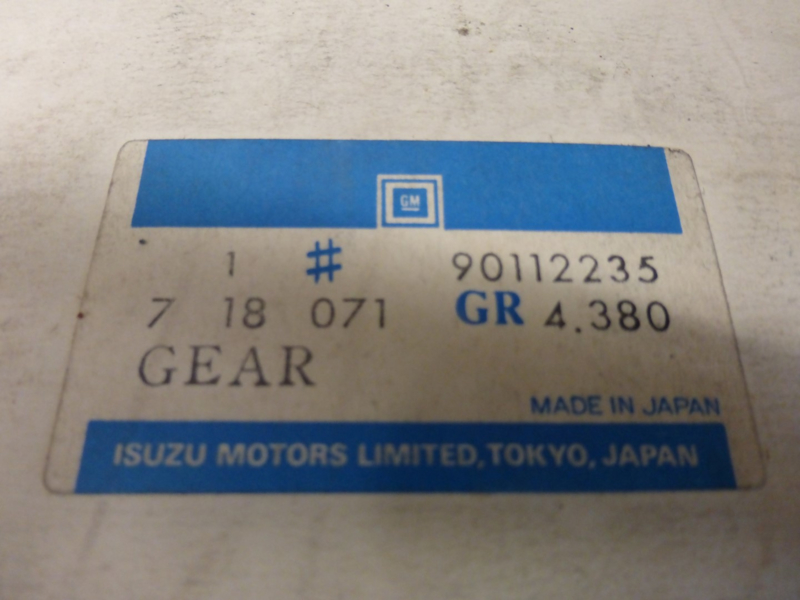 GM
1 # 90112235
7 18 071 GR 4.380
GEAR
MADE IN JAPAN
ISUZU MOTORS LIMITED, TOKYO, JAPAN